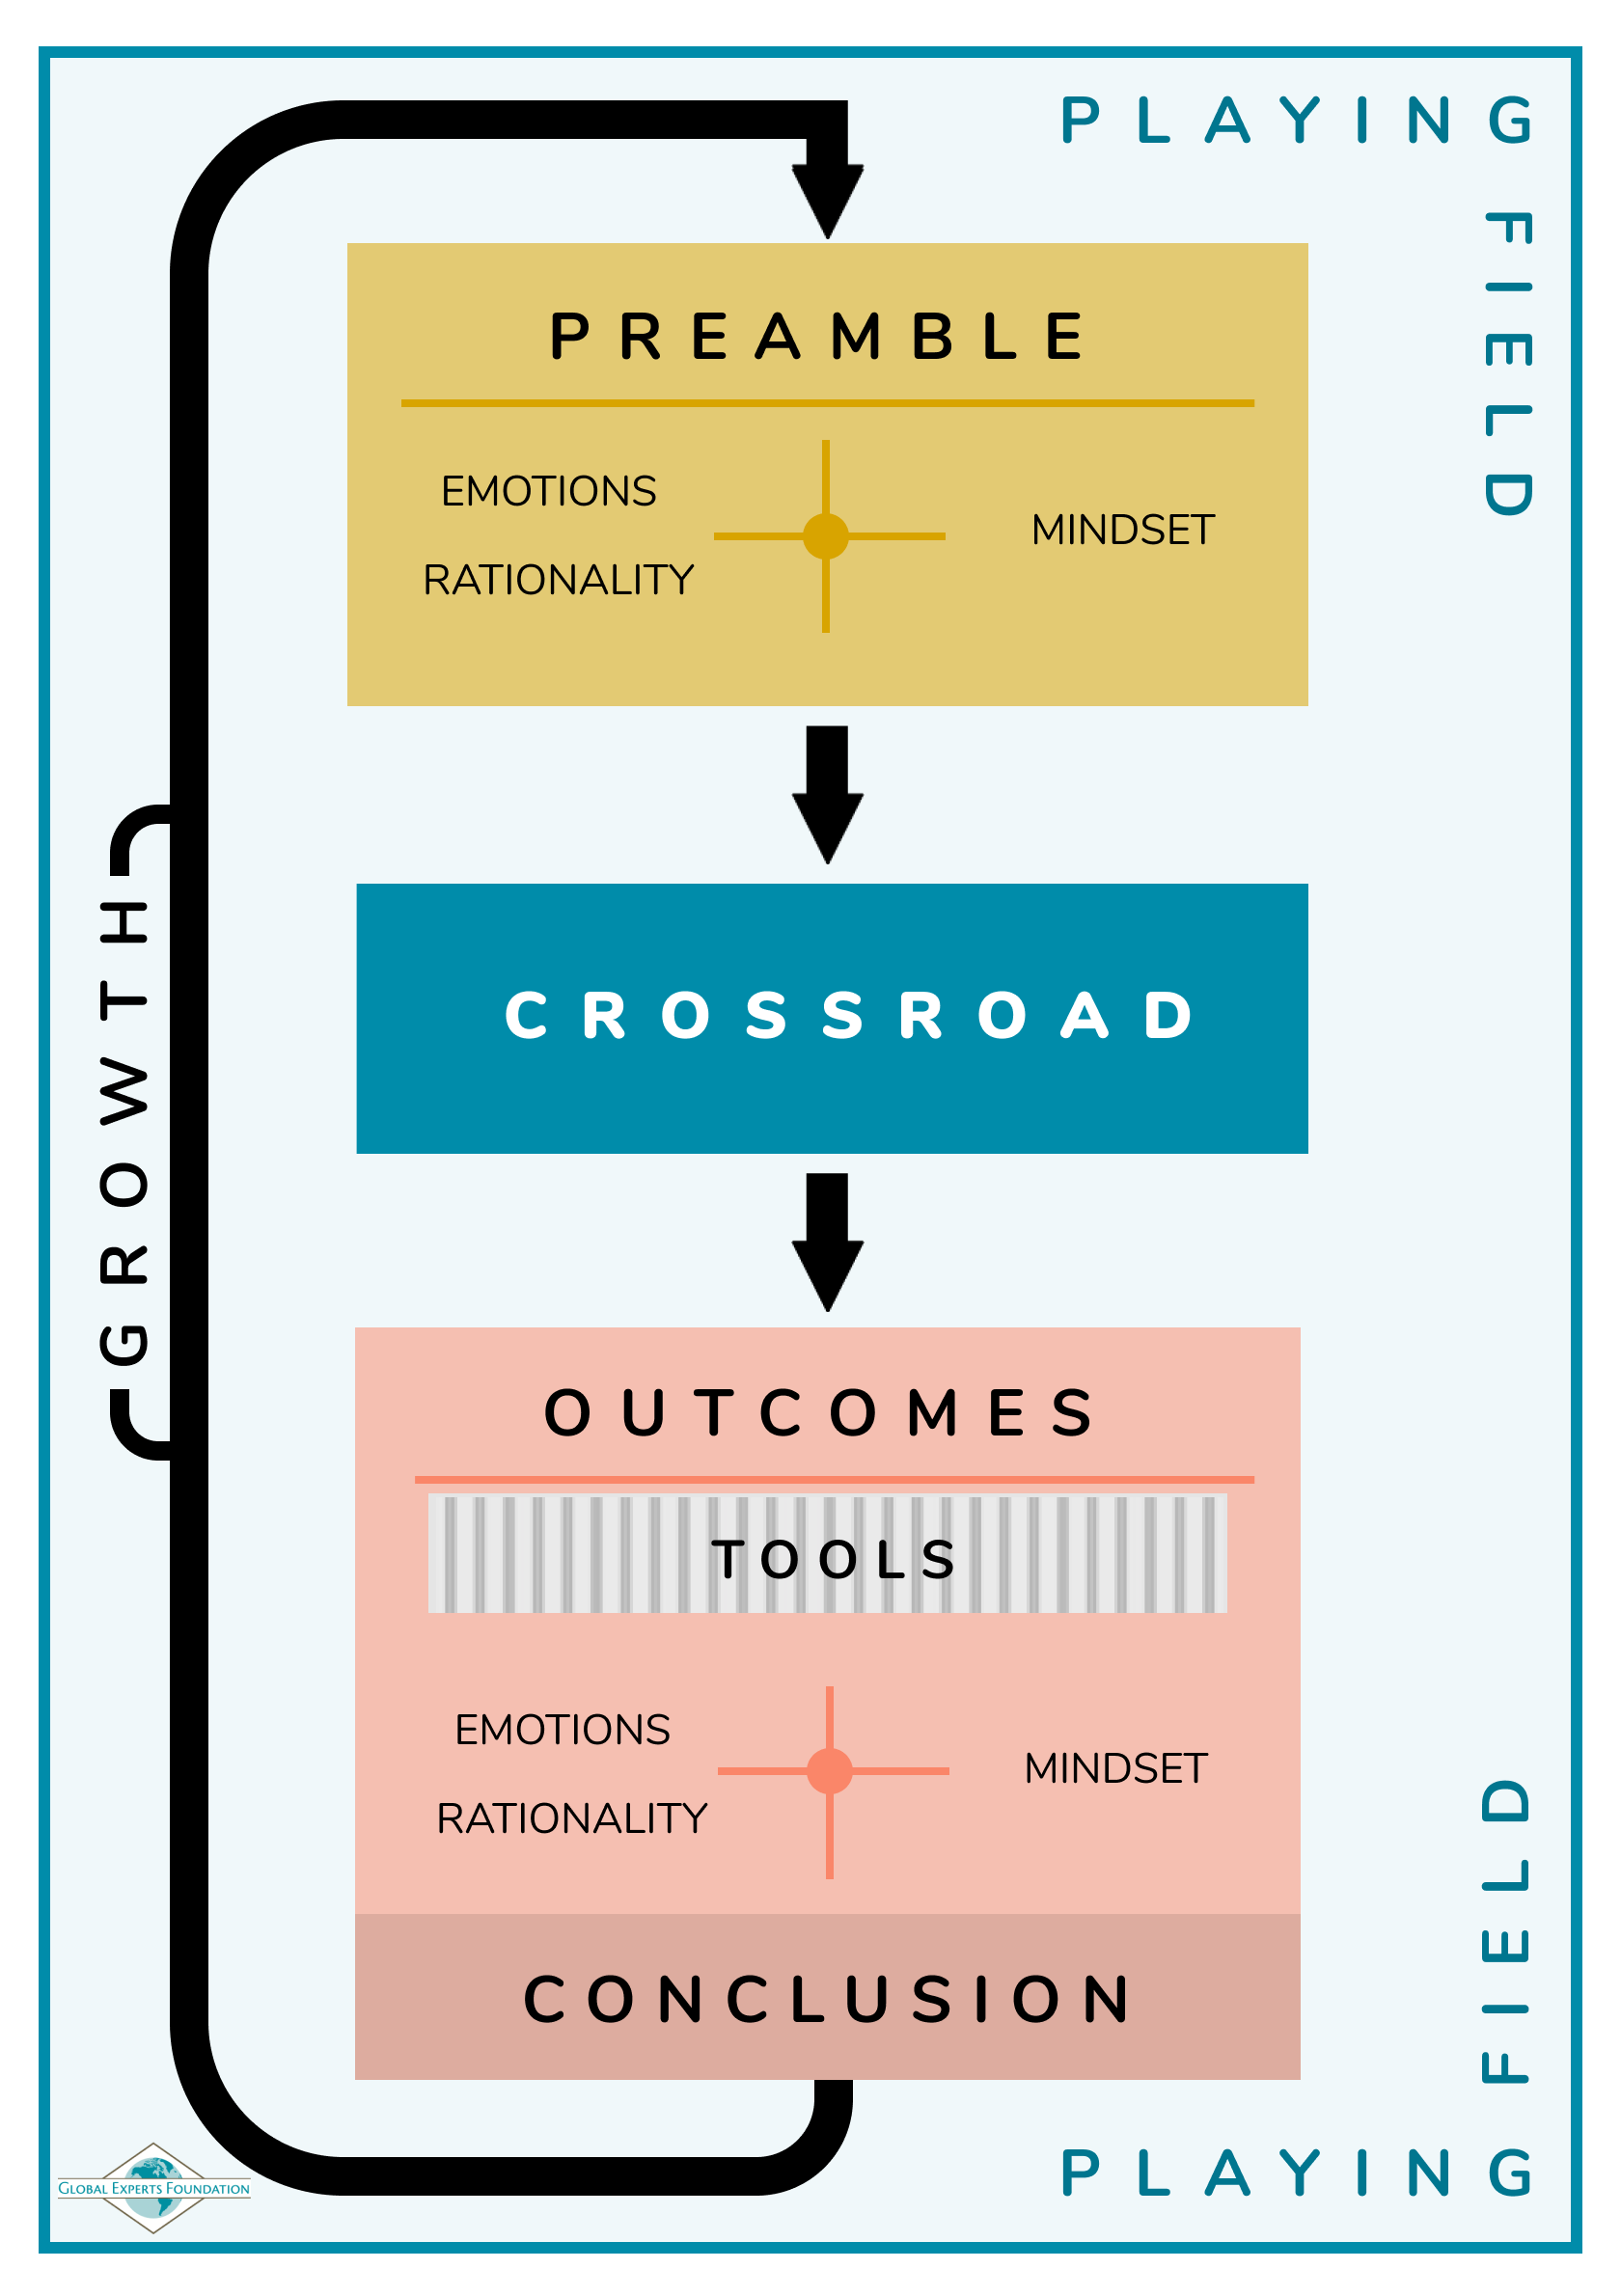 PLAYING
FIELD
PREAMBLE
EMOTIONS
RATIONALITY
MINDSET
GROWTH
CROSSROAD
OUTCOMES
TOOLS
EMOTIONS
RATIONALITY
MINDSET
CONCLUSION
FIELD
PLAYING
GLOBAL EXPERTS FOUNDATION